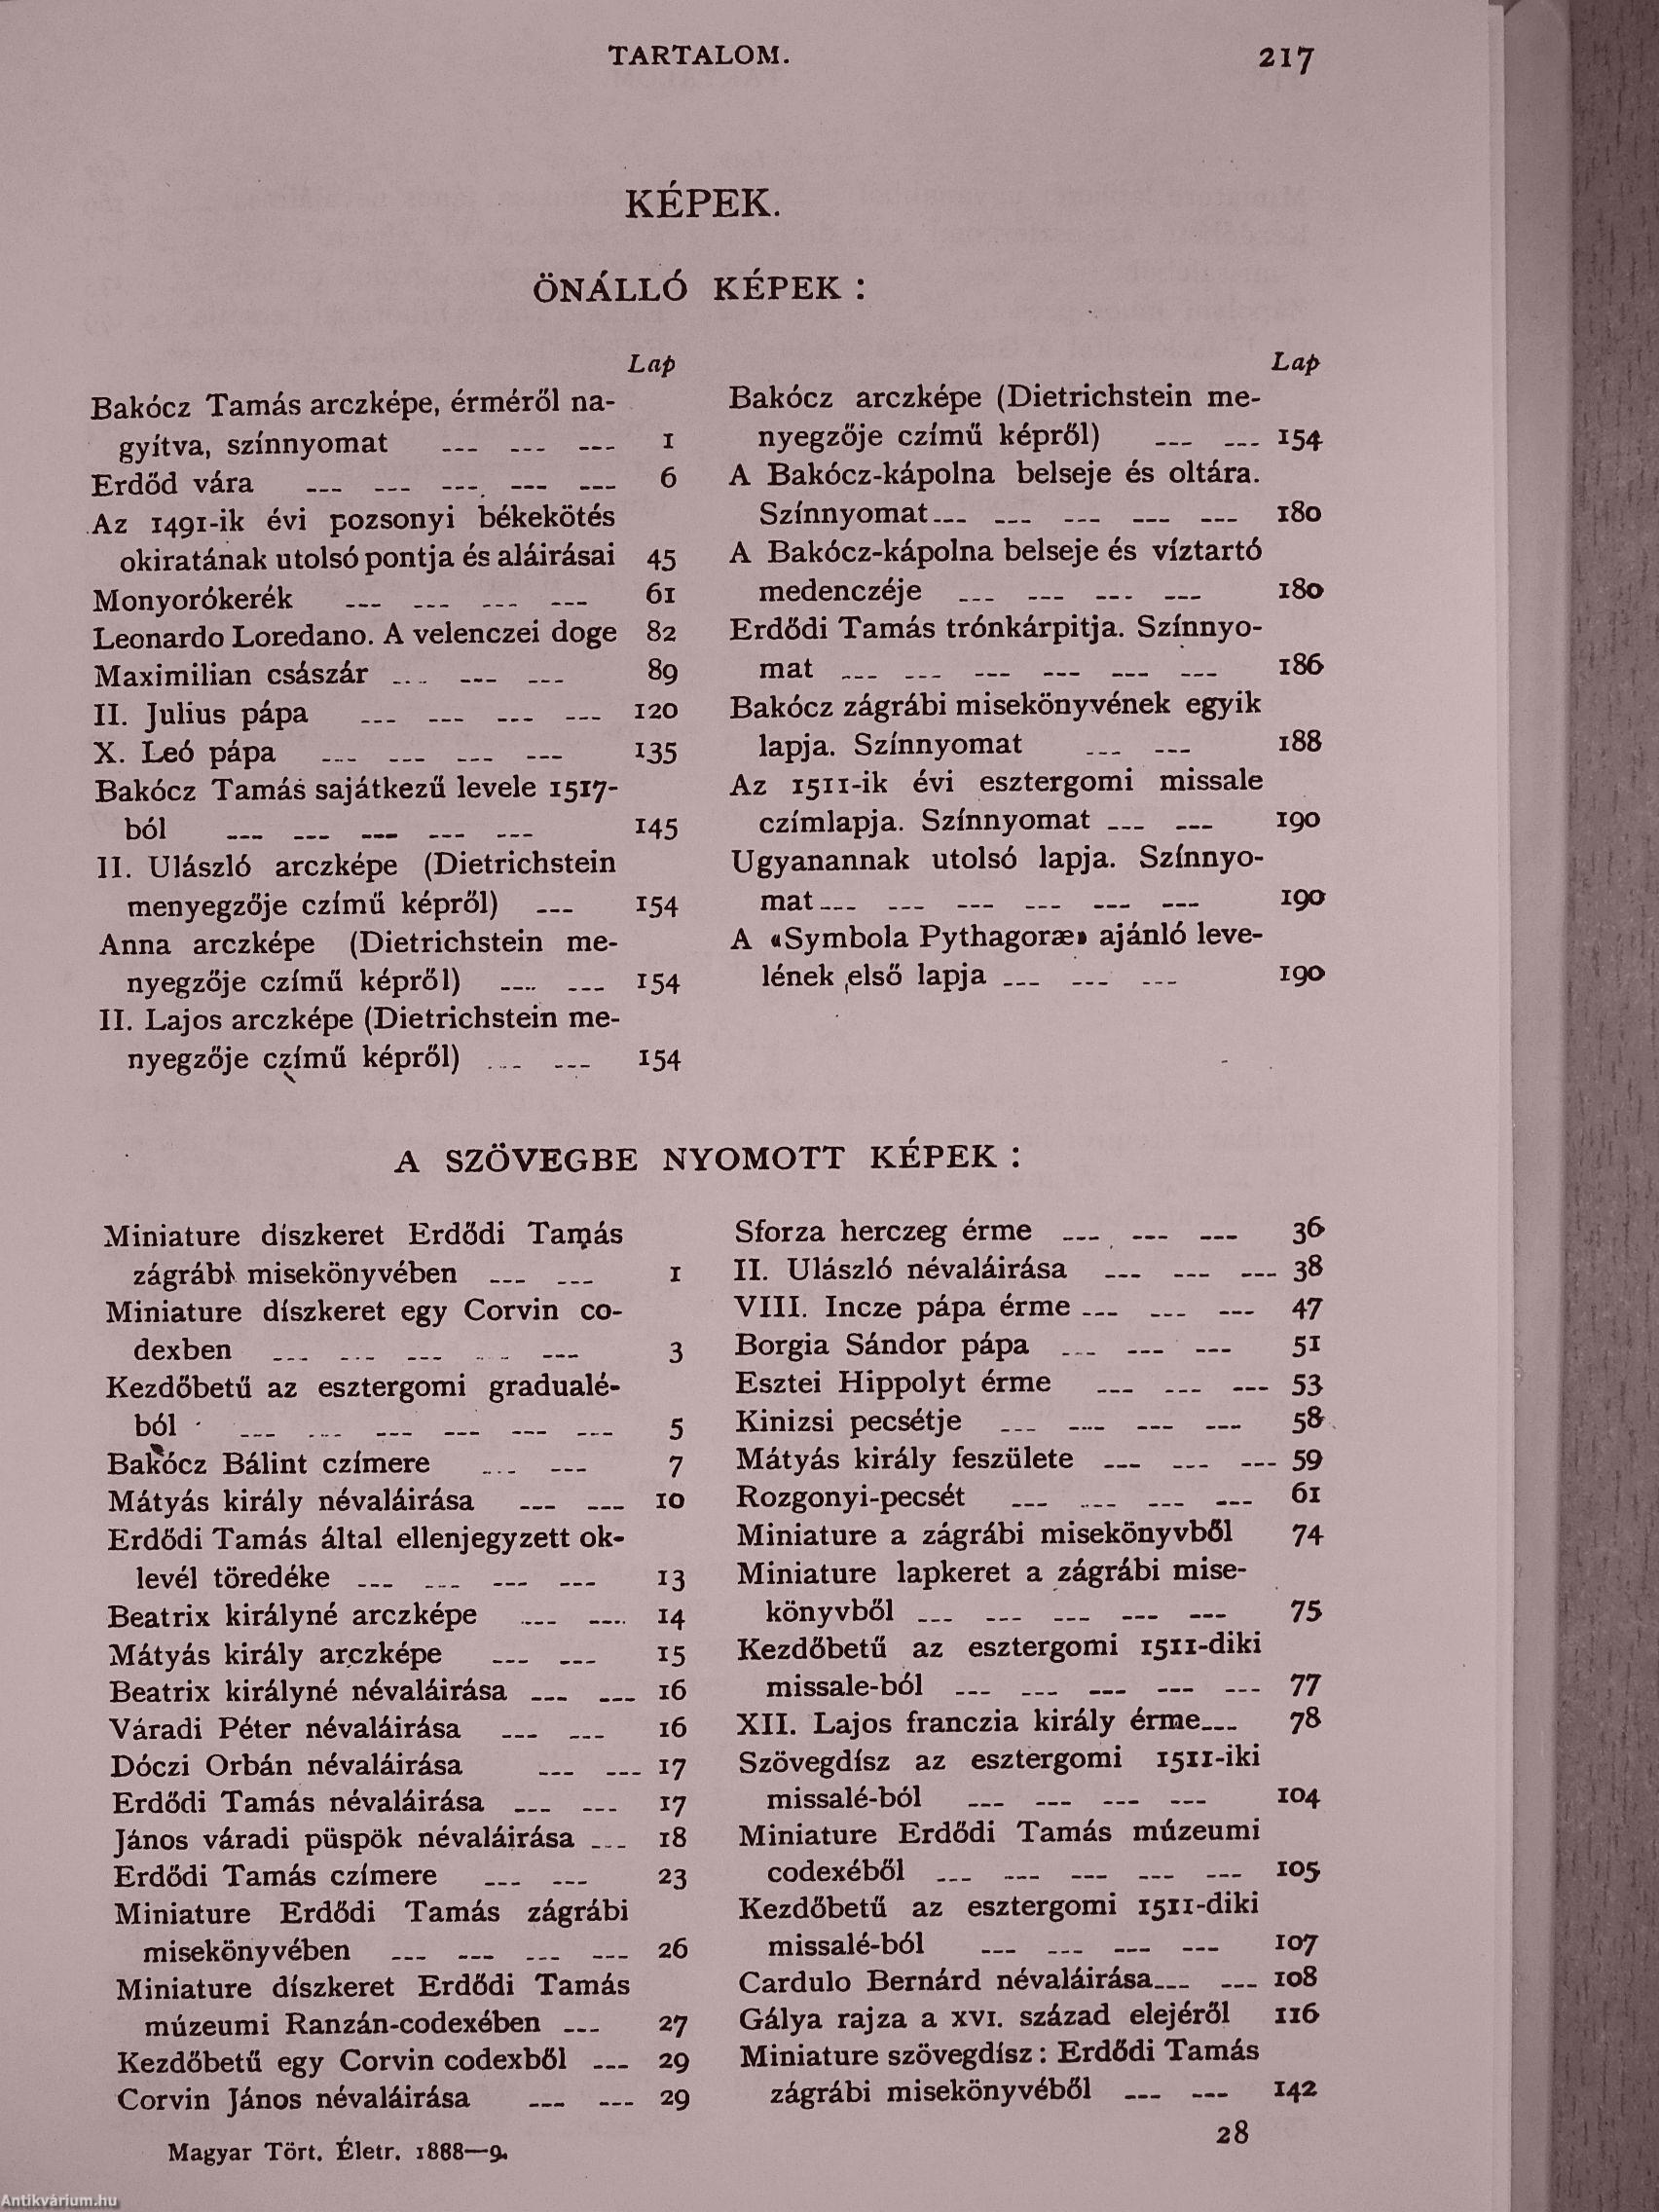 TARTALOM. 217
KÉPEK.
ÖNÁLLÓ KÉPEK :
Lap
Bakócz Tamás arczképe, érméről na-
gyítva, színnyomat --- --- --- 1
Erdőd vára --- --- --- --- --- 6
Az 1491-ik évi pozsonyi békekötés
okiratának utolsó pontja és aláirásai 45
Monyorókerék --- --- --- --- 61
Leonardo Loredano. A velenczei doge 82
Maximilian császár --- --- --- 89
II. Julius pápa --- --- --- --- 120
X. Leó pápa --- --- --- --- 135
Bakócz Tamás sajátkezű levele 1517-
ből --- --- --- --- --- 145
II. Ulászló arczképe (Dietrichstein
menyegzője czímű képről) --- 154
Anna arczképe (Dietrichstein me-
nyegzője czímű képről) --- --- 154
II. Lajos arczképe (Dietrichstein me-
nyegzője czímű képről) --- --- 154
Lap
Bakócz arczképe (Dietrichstein me-
nyegzője czímű képről) --- --- 154
A Bakócz-kápolna belseje és oltára.
Színnyomat --- --- --- --- --- 180
A Bakócz-kápolna belseje és víztartó
medenczéje --- --- --- --- 180
Erdődi Tamás trónkárpitja. Színnyo-
mat --- --- --- --- --- --- 186
Bakócz zágrábi misekönyvének egyik
lapja. Színnyomat --- --- 188
Az 1511-ik évi esztergomi missale
czímlapja. Színnyomat --- --- 190
Ugyanannak utolsó lapja. Színnyo-
mat --- --- --- --- --- --- 190
A «Symbola Pythagoræ» ajánló leve-
lének első lapja --- --- --- 190
A SZÖVEGBE NYOMOTT KÉPEK :
Miniature díszkeret Erdődi Tamás
zágrábi misekönyvében --- --- 1
Miniature díszkeret egy Corvin co-
dexben --- --- --- --- --- 3
Kezdőbetű az esztergomi gradualé-
ból --- --- --- --- --- --- 5
Bakócz Bálint czímere --- --- 7
Mátyás király névaláirása --- --- 10
Erdődi Tamás által ellenjegyzett ok-
levél töredéke --- --- --- --- 13
Beatrix királyné arczképe --- --- 14
Mátyás király arczképe --- --- 15
Beatrix királyné névaláirása --- --- 16
Váradi Péter névaláirása --- --- 16
Dóczi Orbán névaláirása --- --- 17
Erdődi Tamás névaláirása --- --- 17
János váradi püspök névaláirása --- 18
Erdődi Tamás czímere --- --- 23
Miniature Erdődi Tamás zágrábi
misekönyvében --- --- --- --- 26
Miniature díszkeret Erdődi Tamás
múzeumi Ranzán-codexében --- 27
Kezdőbetű egy Corvin codexből --- 29
Corvin János névaláirása --- --- 29
Sforza herczeg érme --- --- --- 36
II. Ulászló névaláirása --- --- --- 38
VIII. Incze pápa érme --- --- --- 47
Borgia Sándor pápa --- --- --- 51
Esztei Hippolyt érme --- --- --- 53
Kinizsi pecsétje --- --- --- --- 58
Mátyás király feszülete --- --- --- 59
Rozgonyi-pecsét --- --- --- --- 61
Miniature a zágrábi misekönyvből 74
Miniature lapkeret a zágrábi mise-
könyvből --- --- --- --- --- 75
Kezdőbetű az esztergomi 1511-diki
missale-ból --- --- --- --- --- 77
XII. Lajos franczia király érme --- 78
Szövegdísz az esztergomi 1511-iki
missalé-ból --- --- --- --- 104
Miniature Erdődi Tamás múzeumi
codexéből --- --- --- --- --- 105
Kezdőbetű az esztergomi 1511-diki
missalé-ból --- --- --- --- 107
Cardulo Bernárd névaláirása --- --- 108
Gálya rajza a XVI. század elejéről 116
Miniature szövegdísz : Erdődi Tamás
zágrábi misekönyvéből --- --- 142
Magyar Tört. Életr. 1888—9.
28
Antikvárium.hu